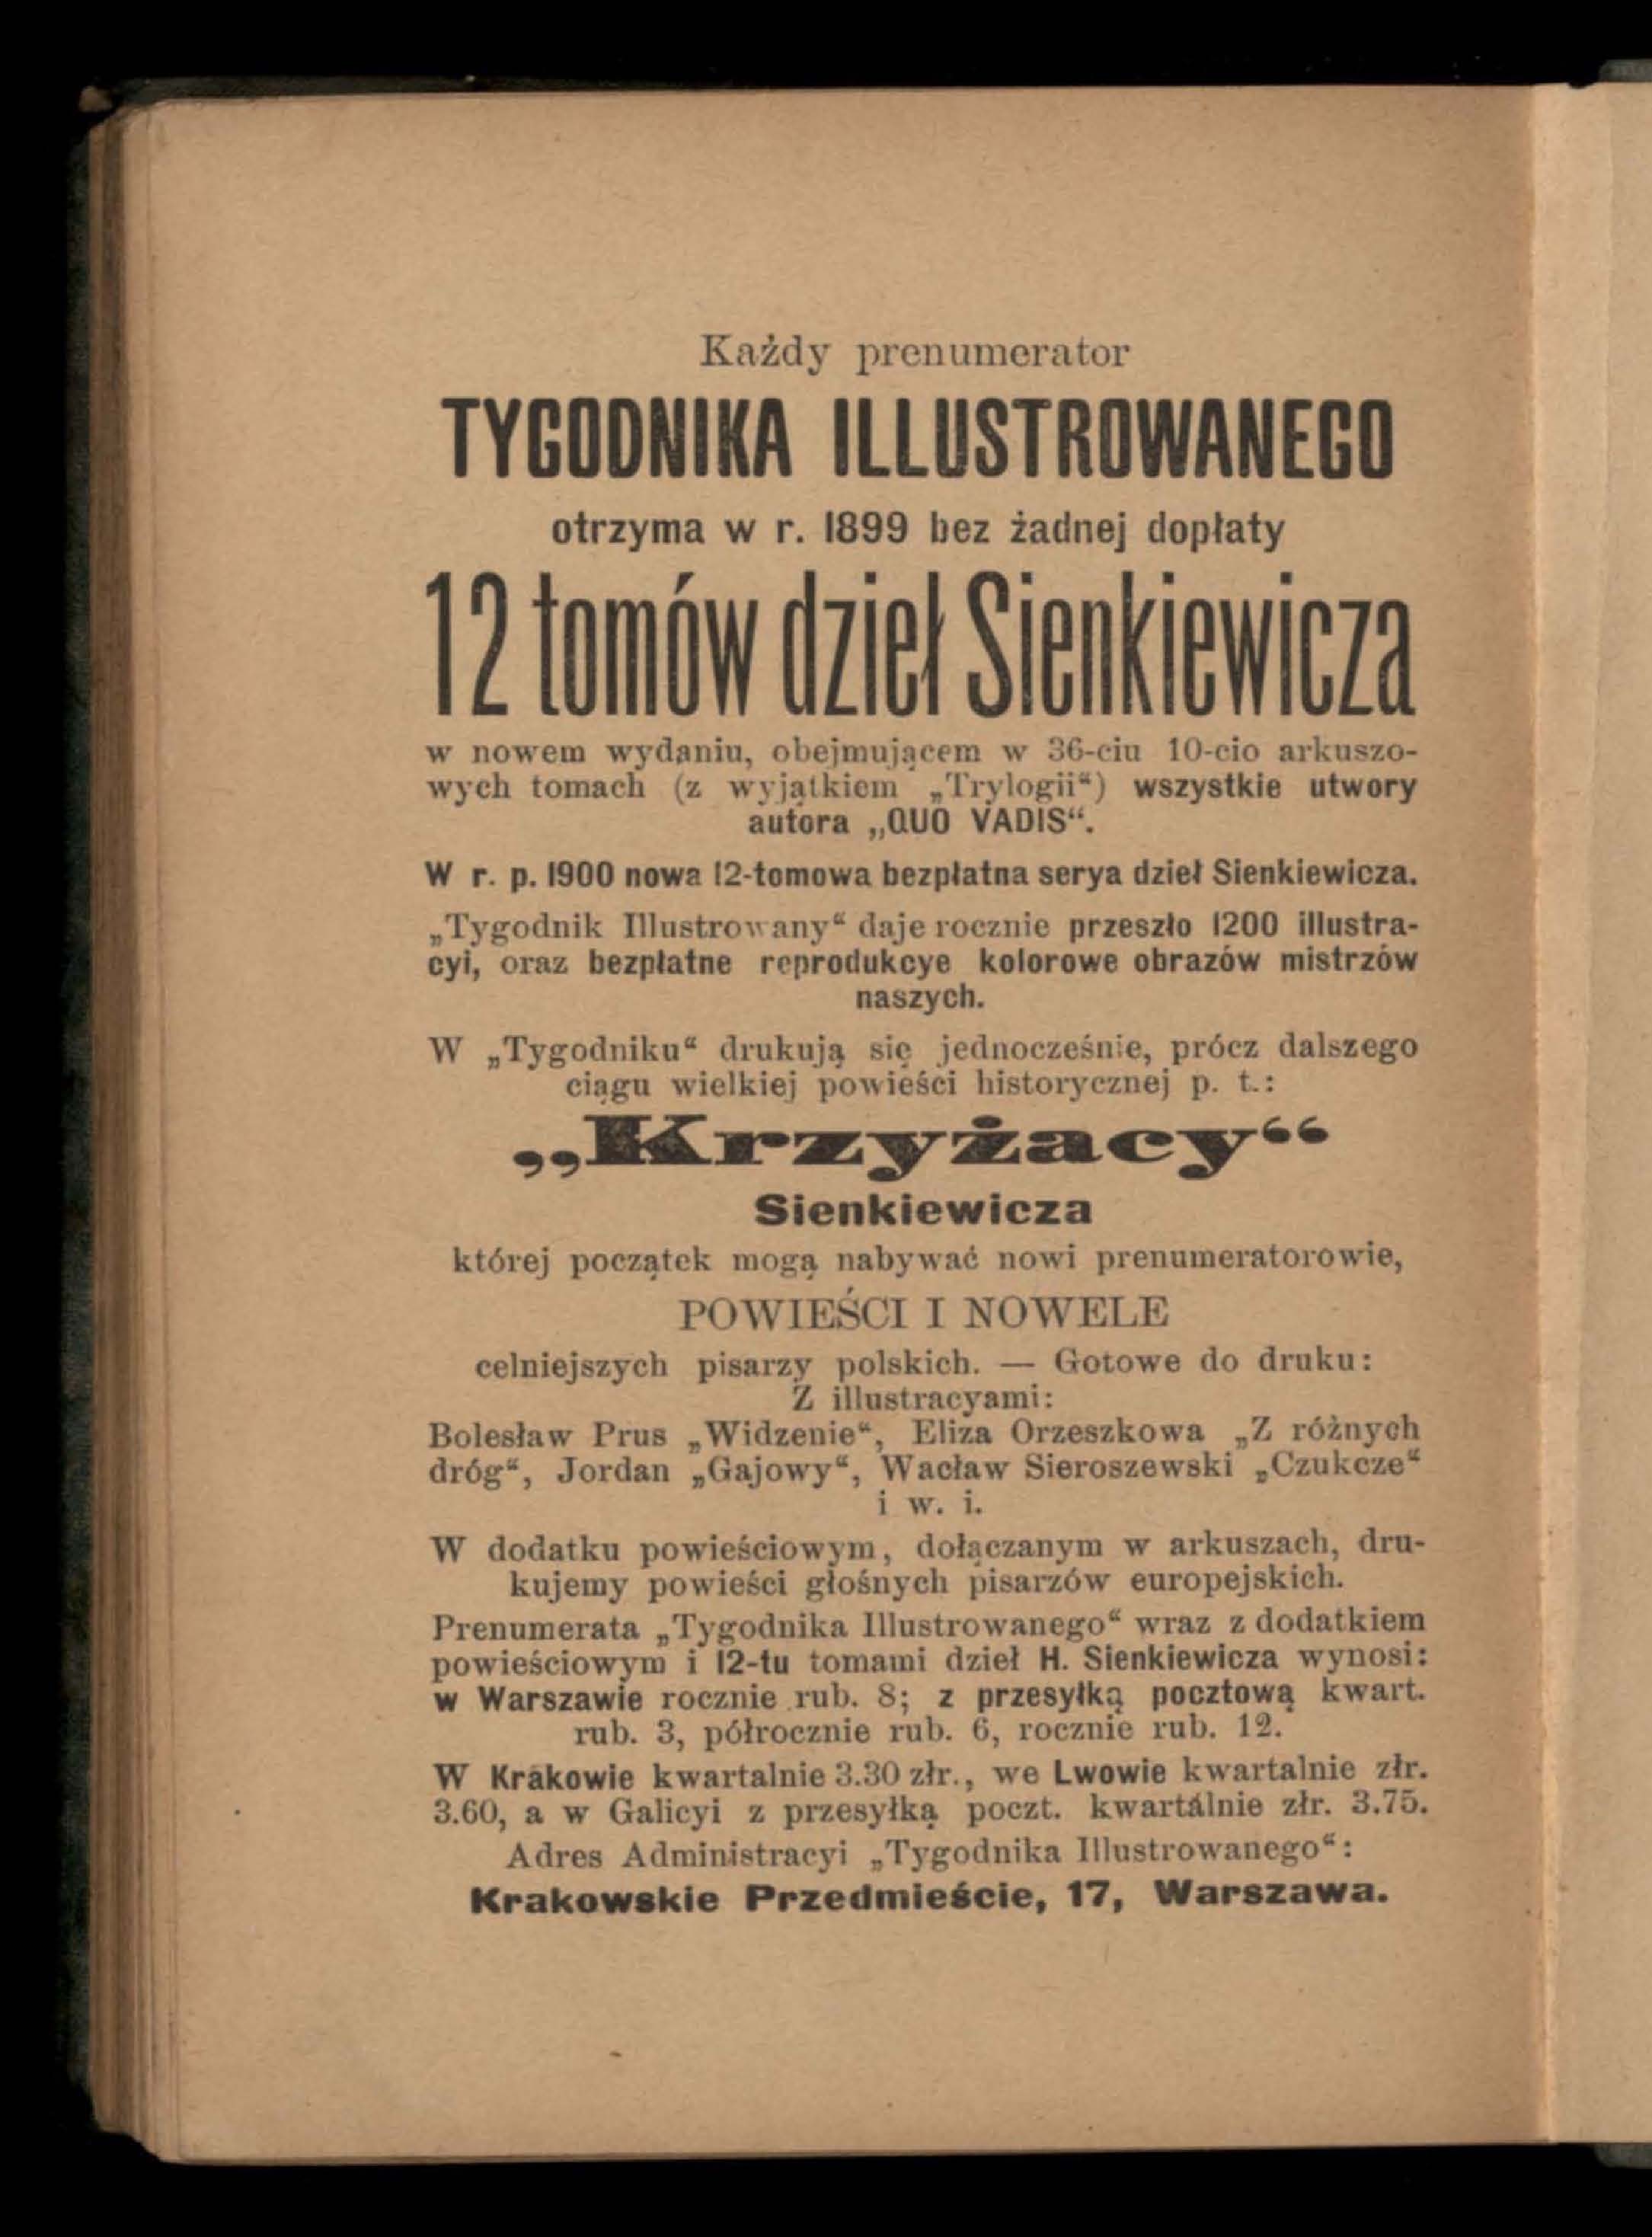 Każdy prenumerator
TYGODNIKA ILLUSTROWANEGO
otrzyma w r. 1899 bez żadnej dopłaty
12 tomów dzieł Sienkiewicza
w nowem wydaniu, obejmującem w 36-ciu 10-cio arkuszo-
wych tomach (z wyjątkiem „Trylogii“) wszystkie utwory
autora „QUO VADIS“.
W r. p. 1900 nowa 12-tomowa bezpłatna serya dzieł Sienkiewicza.
„Tygodnik Illustrowany“ daje rocznie przeszło 1200 illustra-
cyi, oraz bezpłatne reprodukcye kolorowe obrazów mistrzów
naszych.
W „Tygodniku“ drukują się jednocześnie, prócz dalszego
ciągu wielkiej powieści historycznej p. t.:
„Krzyżacy“
Sienkiewicza
której początek mogą nabywać nowi prenumeratorowie,
POWIEŚCI I NOWELE
celniejszych pisarzy polskich. — Gotowe do druku:
Z illustracyami:
Bolesław Prus „Widzenie“, Eliza Orzeszkowa „Z różnych
dróg“, Jordan „Gajowy“, Wacław Sieroszewski „Czukcze“
i w. i.
W dodatku powieściowym, dołączanym w arkuszach, dru-
kujemy powieści głośnych pisarzów europejskich.
Prenumerata „Tygodnika Illustrowanego“ wraz z dodatkiem
powieściowym i 12-tu tomami dzieł H. Sienkiewicza wynosi:
w Warszawie rocznie rub. 8; z przesyłką pocztową kwart.
rub. 3, półrocznie rub. 6, rocznie rub. 12.
W Krakowie kwartalnie 3.30 złr., we Lwowie kwartalnie złr.
3.60, a w Galicyi z przesyłką poczt. kwartalnie złr. 3.75.
Adres Administracyi „Tygodnika Illustrowanego“:
Krakowskie Przedmieście, 17, Warszawa.